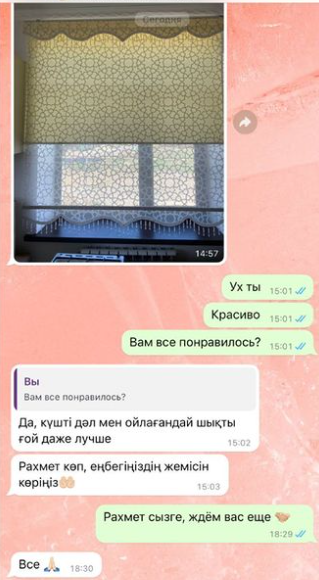 Сегодня
14:57
Ух ты 15:01
Красиво 15:01
Вам все понравилось? 15:01
Вы
Вам все понравилось?
Да, күшті дәл мен ойлағандай шықты
ғой даже лучше
15:02
Рахмет көп, еңбегіңіздің жемісін
көріңіз🤲🏻
15:03
Рахмет сызге, ждём вас еще 🤝
18:29
Все 🙏🏻 18:30